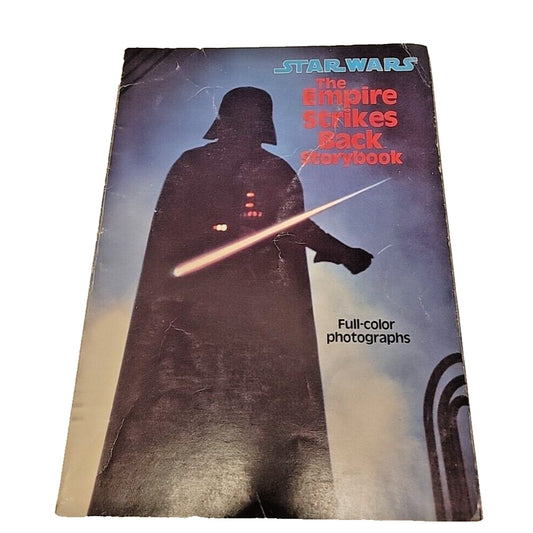 STAR WARS
The
Empire
Strikes
Back
Storybook
Full-color
photographs